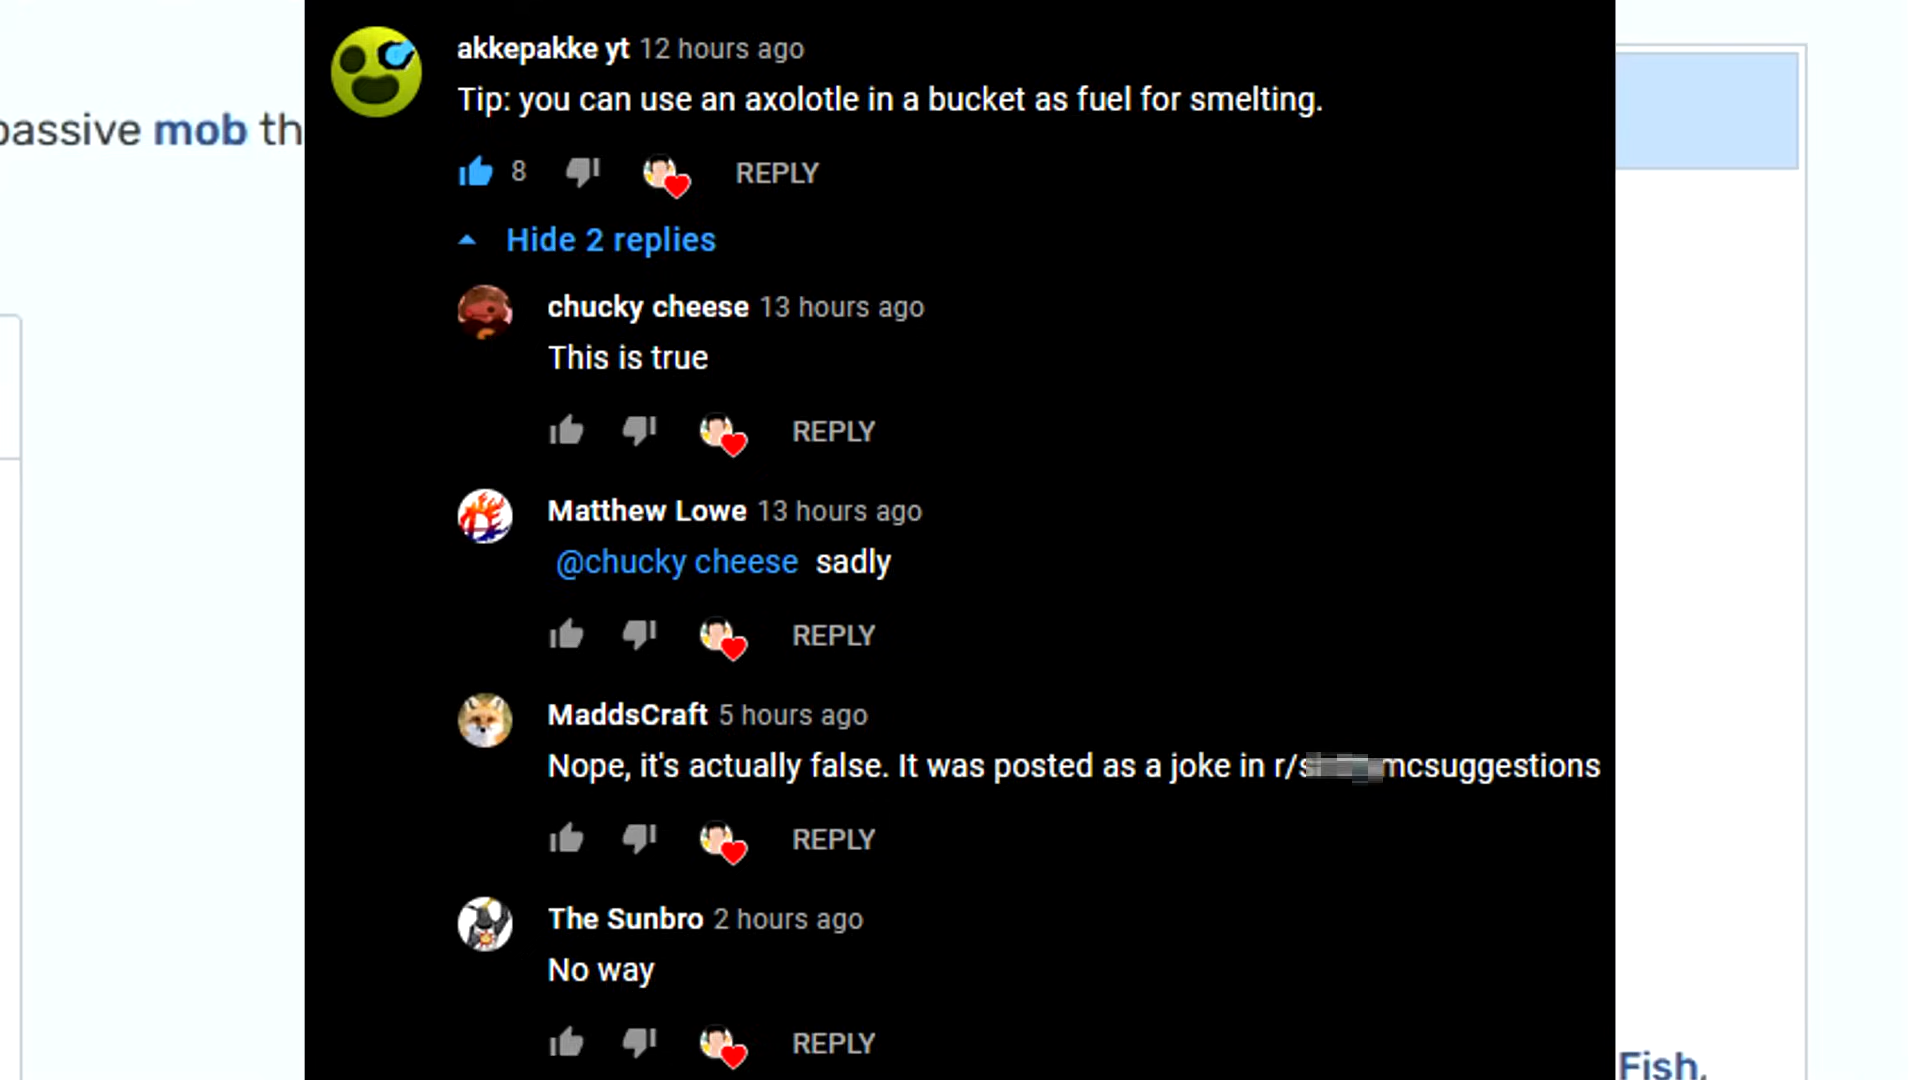 passive mob th
akkepakke yt 12 hours ago
Tip: you can use an axolotle in a bucket as fuel for smelting.
8 REPLY
Hide 2 replies
chucky cheese 13 hours ago
This is true
REPLY
Matthew Lowe 13 hours ago
@chucky cheese sadly
REPLY
MaddsCraft 5 hours ago
Nope, it's actually false. It was posted as a joke in r/s mcsuggestions
REPLY
The Sunbro 2 hours ago
No way
REPLY
Fish,